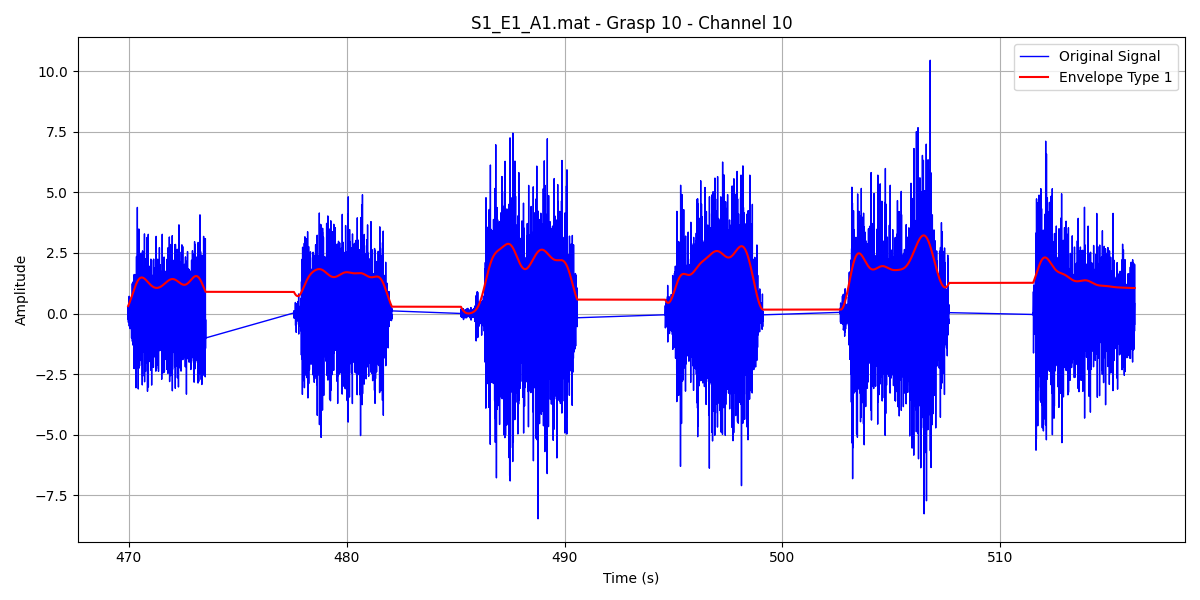 S1_E1_A1.mat - Grasp 10 - Channel 10
Original Signal
Envelope Type 1
10.0
7.5
5.0
2.5
0.0
−2.5
−5.0
−7.5
Amplitude
470 480 490 500 510
Time (s)